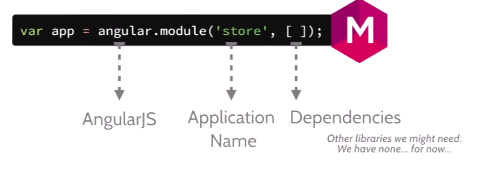 var app = angular.module('store', [ ]);
M
AngularJS
Application
Name
Dependencies
Other libraries we might need.
We have none... for now...